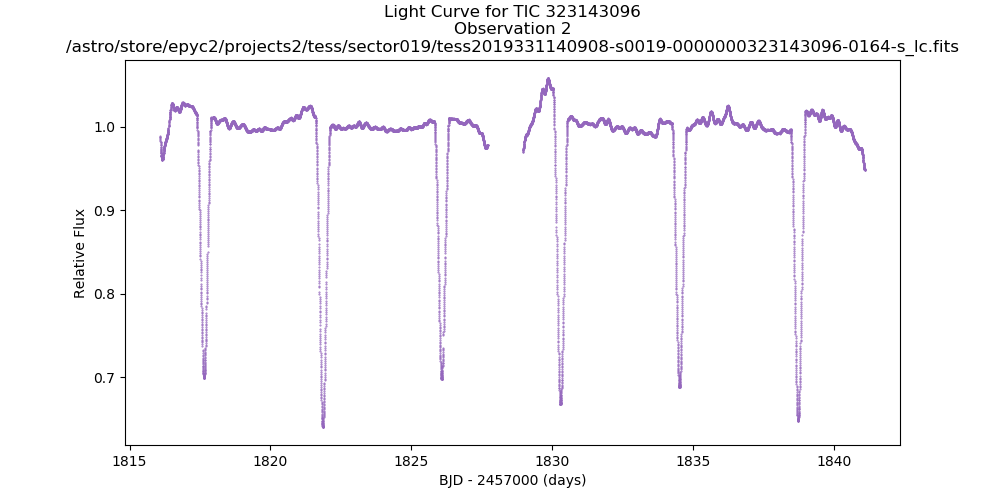 Light Curve for TIC 323143096
Observation 2
/astro/store/epyc2/projects2/tess/sector019/tess2019331140908-s0019-0000000323143096-0164-s_lc.fits
1.0
0.9
0.8
0.7
Relative Flux
1815
1820
1825
1830
1835
1840
BJD - 2457000 (days)